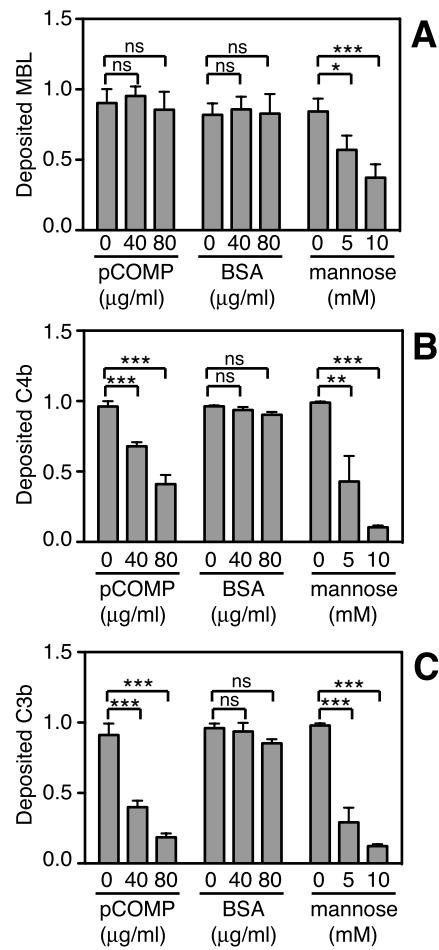 A
1.5
1.0
0.5
0.0
Deposited MBL
ns
ns
ns
ns
***
*
0 40 80 0 40 80 0 5 10
pCOMP BSA mannose
(μg/ml) (μg/ml) (mM)
B
1.5
1.0
0.5
0.0
Deposited C4b
***
***
ns
ns
***
**
0 40 80 0 40 80 0 5 10
pCOMP BSA mannose
(μg/ml) (μg/ml) (mM)
C
1.5
1.0
0.5
0.0
Deposited C3b
***
***
ns
ns
***
***
0 40 80 0 40 80 0 5 10
pCOMP BSA mannose
(μg/ml) (μg/ml) (mM)